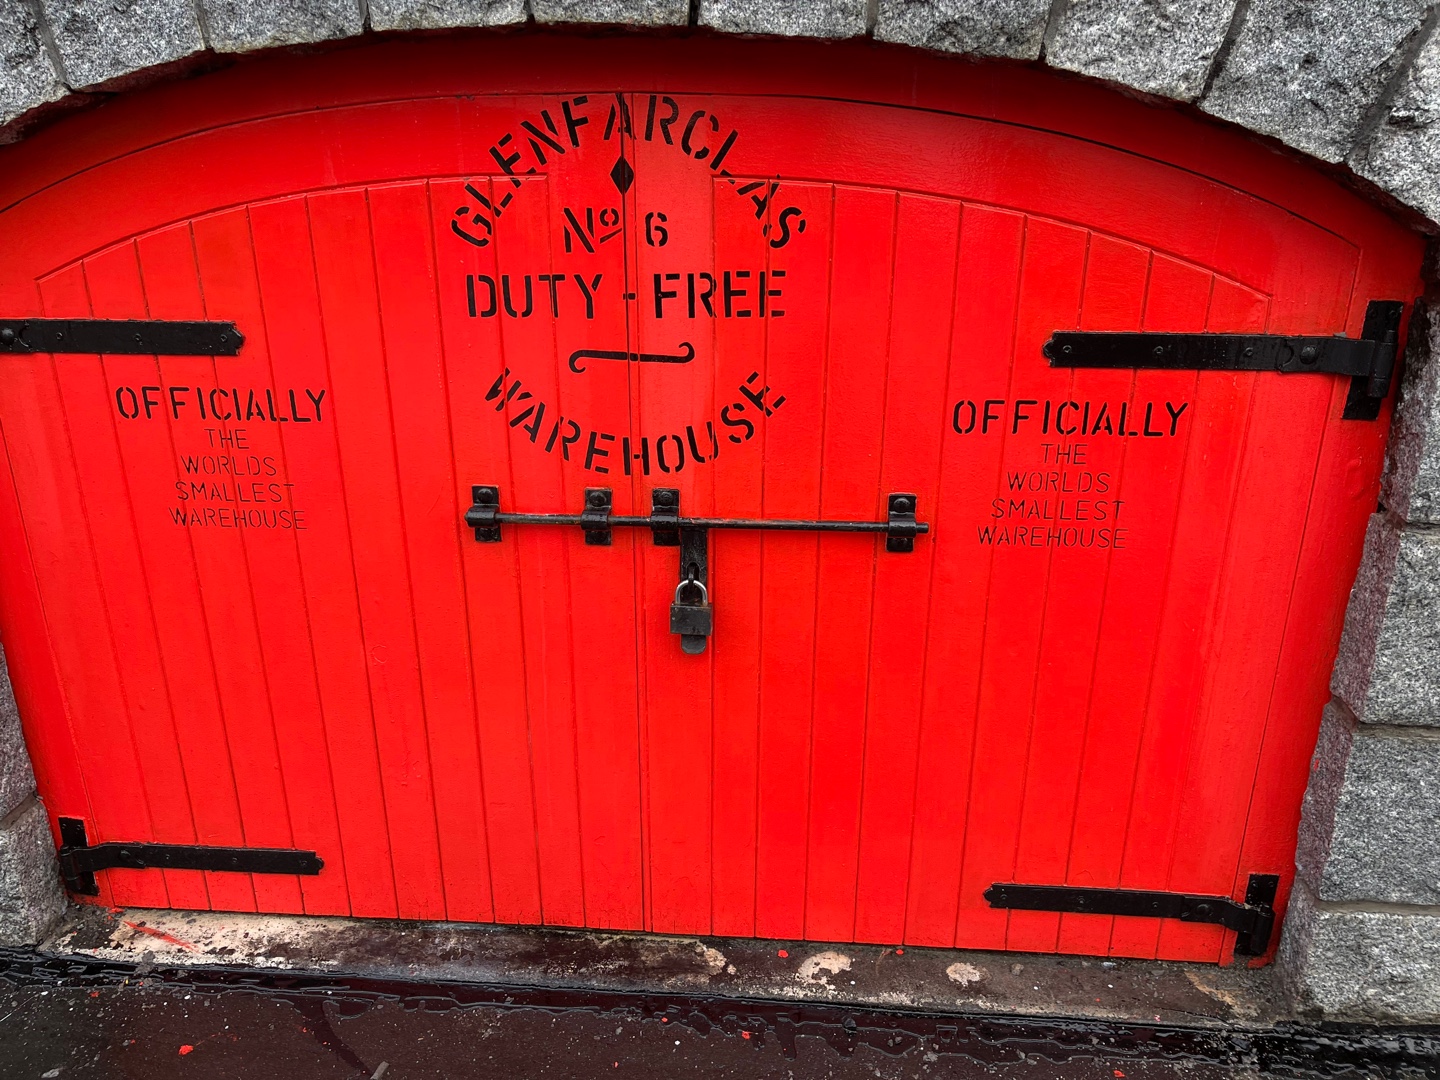 GLENFARCLAS
Nº 6
DUTY-FREE
WAREHOUSE
OFFICIALLY
THE
WORLDS
SMALLEST
WAREHOUSE
OFFICIALLY
THE
WORLDS
SMALLEST
WAREHOUSE